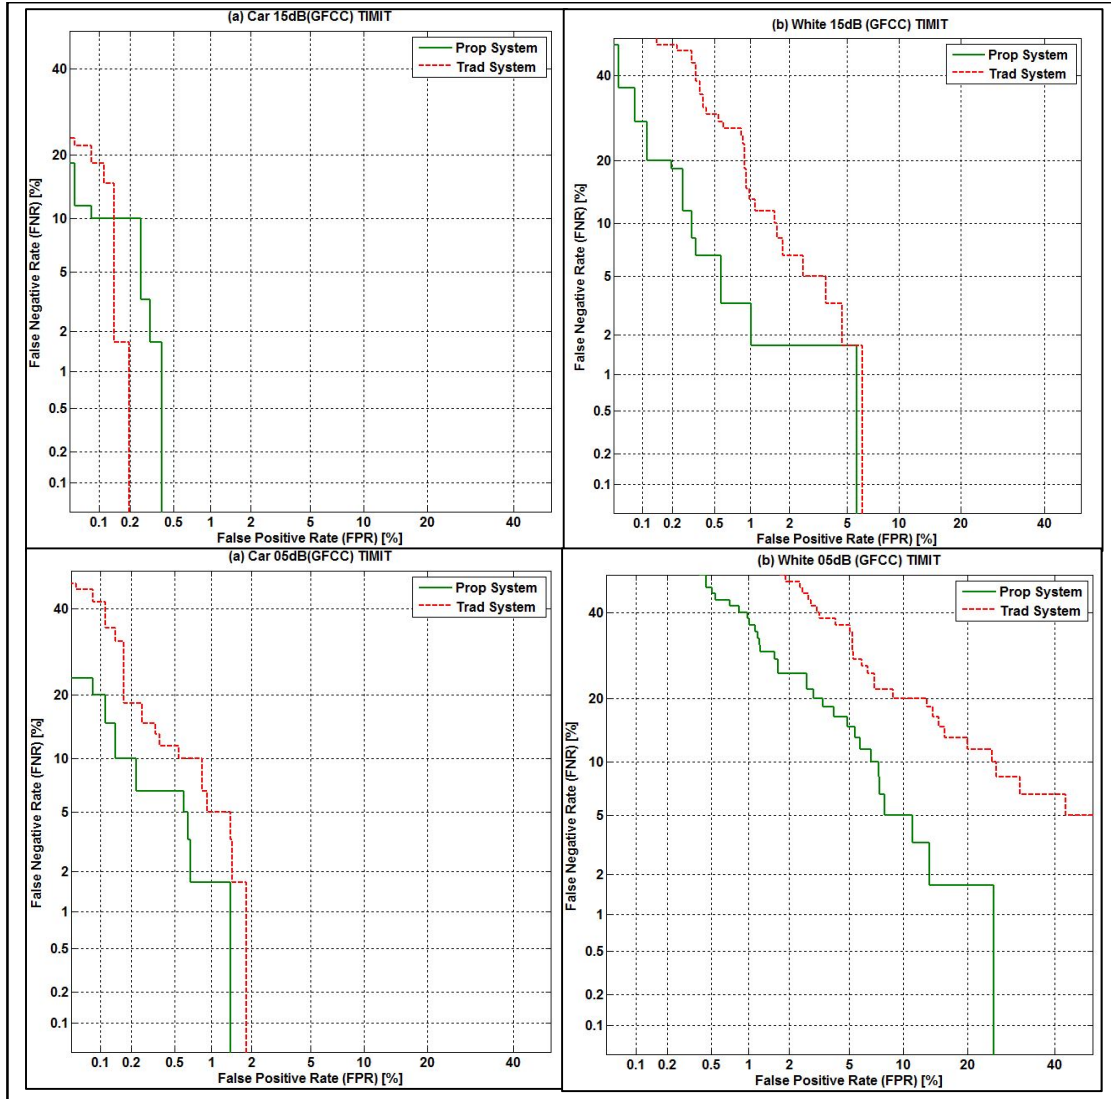 (a) Car 15dB(GFCC) TIMIT
Prop System
Trad System
False Negative Rate (FNR) [%]
40
20
10
5
2
1
0.5
0.2
0.1
0.1 0.2 0.5 1 2 5 10 20 40
False Positive Rate (FPR) [%]
(b) White 15dB (GFCC) TIMIT
Prop System
Trad System
False Negative Rate (FNR) [%]
40
20
10
5
2
1
0.5
0.2
0.1
0.1 0.2 0.5 1 2 5 10 20 40
False Positive Rate (FPR) [%]
(a) Car 05dB(GFCC) TIMIT
Prop System
Trad System
False Negative Rate (FNR) [%]
40
20
10
5
2
1
0.5
0.2
0.1
0.1 0.2 0.5 1 2 5 10 20 40
False Positive Rate (FPR) [%]
(b) White 05dB (GFCC) TIMIT
Prop System
Trad System
False Negative Rate (FNR) [%]
40
20
10
5
2
1
0.5
0.2
0.1
0.1 0.2 0.5 1 2 5 10 20 40
False Positive Rate (FPR) [%]